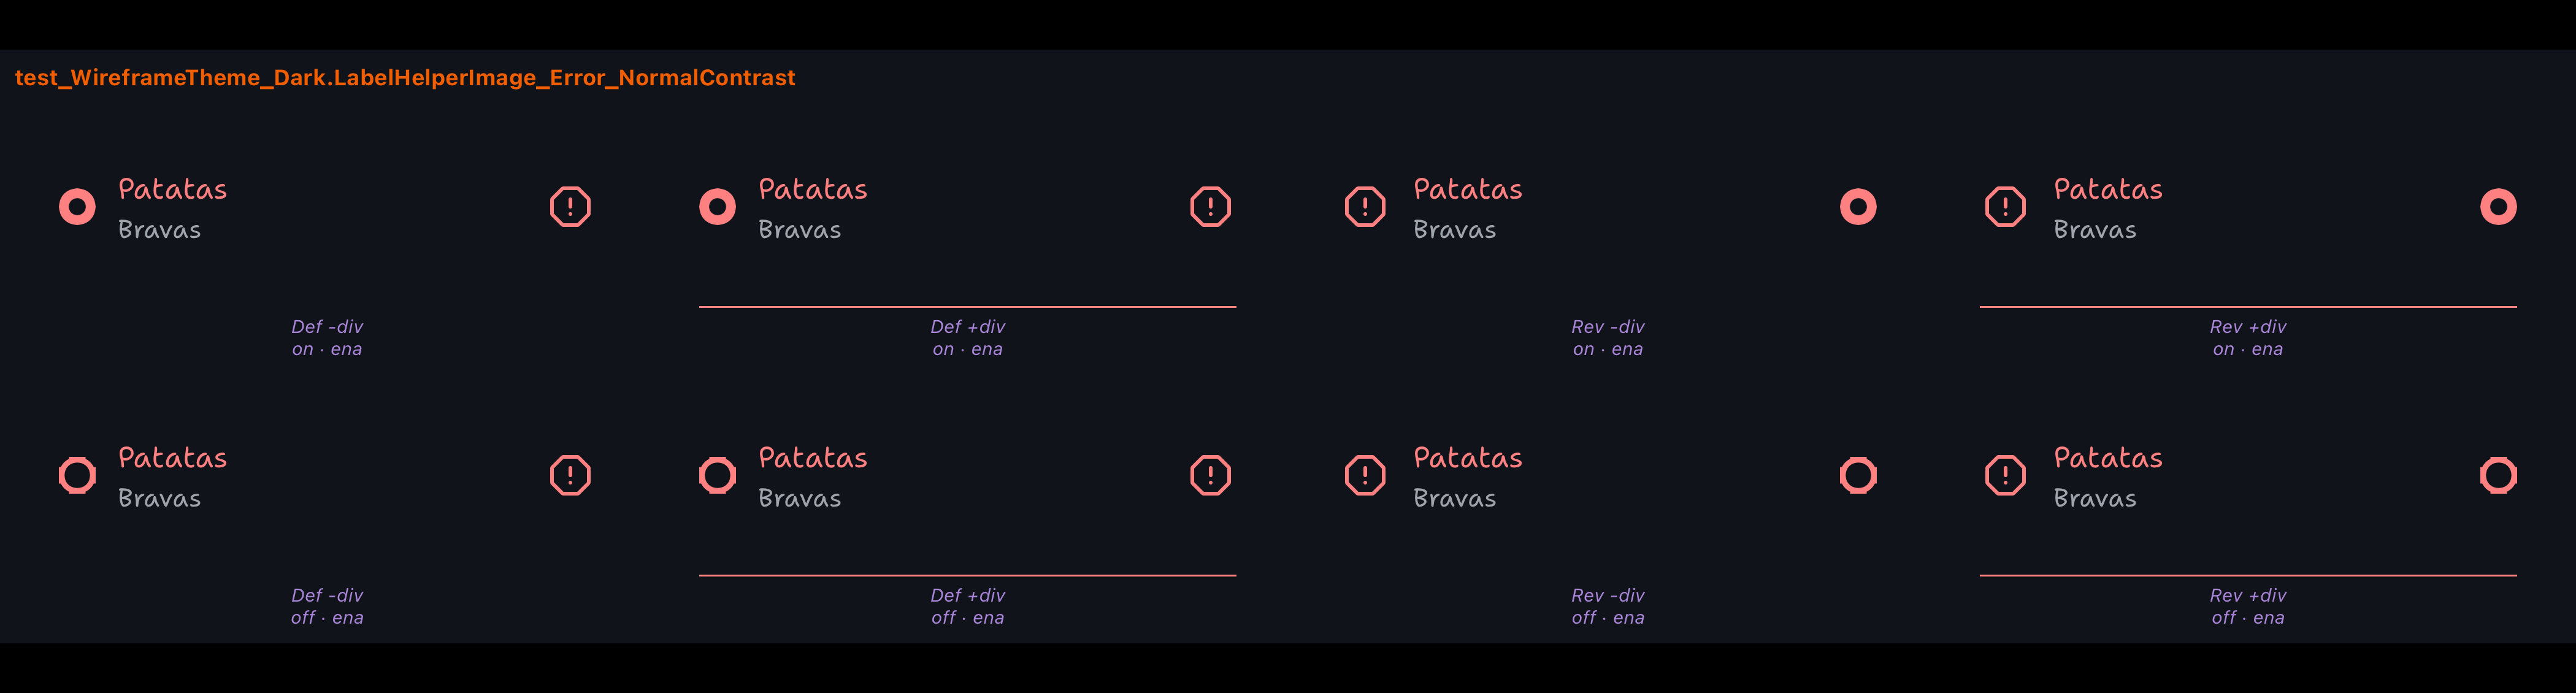 test_WireframeTheme_Dark.LabelHelperImage_Error_NormalContrast
Patatas
Bravas
Def -div
on · ena
Patatas
Bravas
Def +div
on · ena
Patatas
Bravas
Rev -div
on · ena
Patatas
Bravas
Rev +div
on · ena
Patatas
Bravas
Def -div
off · ena
Patatas
Bravas
Def +div
off · ena
Patatas
Bravas
Rev -div
off · ena
Patatas
Bravas
Rev +div
off · ena